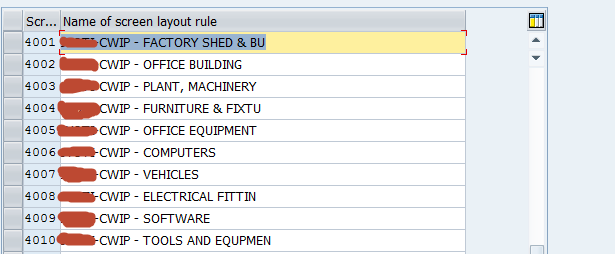 Scr... Name of screen layout rule
4001 -CWIP - FACTORY SHED & BU
4002 -CWIP - OFFICE BUILDING
4003 -CWIP - PLANT, MACHINERY
4004 -CWIP - FURNITURE & FIXTU
4005 -CWIP - OFFICE EQUIPMENT
4006 -CWIP - COMPUTERS
4007 -CWIP - VEHICLES
4008 -CWIP - ELECTRICAL FITTIN
4009 -CWIP - SOFTWARE
4010 -CWIP - TOOLS AND EQUPMEN